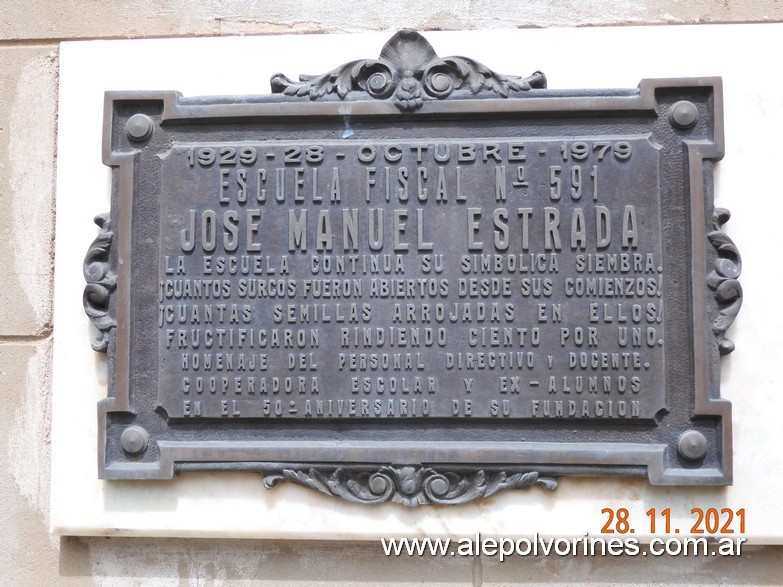 1929 - 28 - OCTUBRE - 1979
ESCUELA FISCAL Nº 591
JOSE MANUEL ESTRADA
LA ESCUELA CONTINUA SU SIMBOLICA SIEMBRA.
¡CUANTOS SURCOS FUERON ABIERTOS DESDE SUS COMIENZOS!
¡CUANTAS SEMILLAS ARROJADAS EN ELLOS!
FRUCTIFICARON RINDIENDO CIENTO POR UNO.
HOMENAJE DEL PERSONAL DIRECTIVO Y DOCENTE.
COOPERADORA ESCOLAR Y EX-ALUMNOS
EN EL 50º ANIVERSARIO DE SU FUNDACION
28. 11. 2021
www.alepolvorines.com.ar